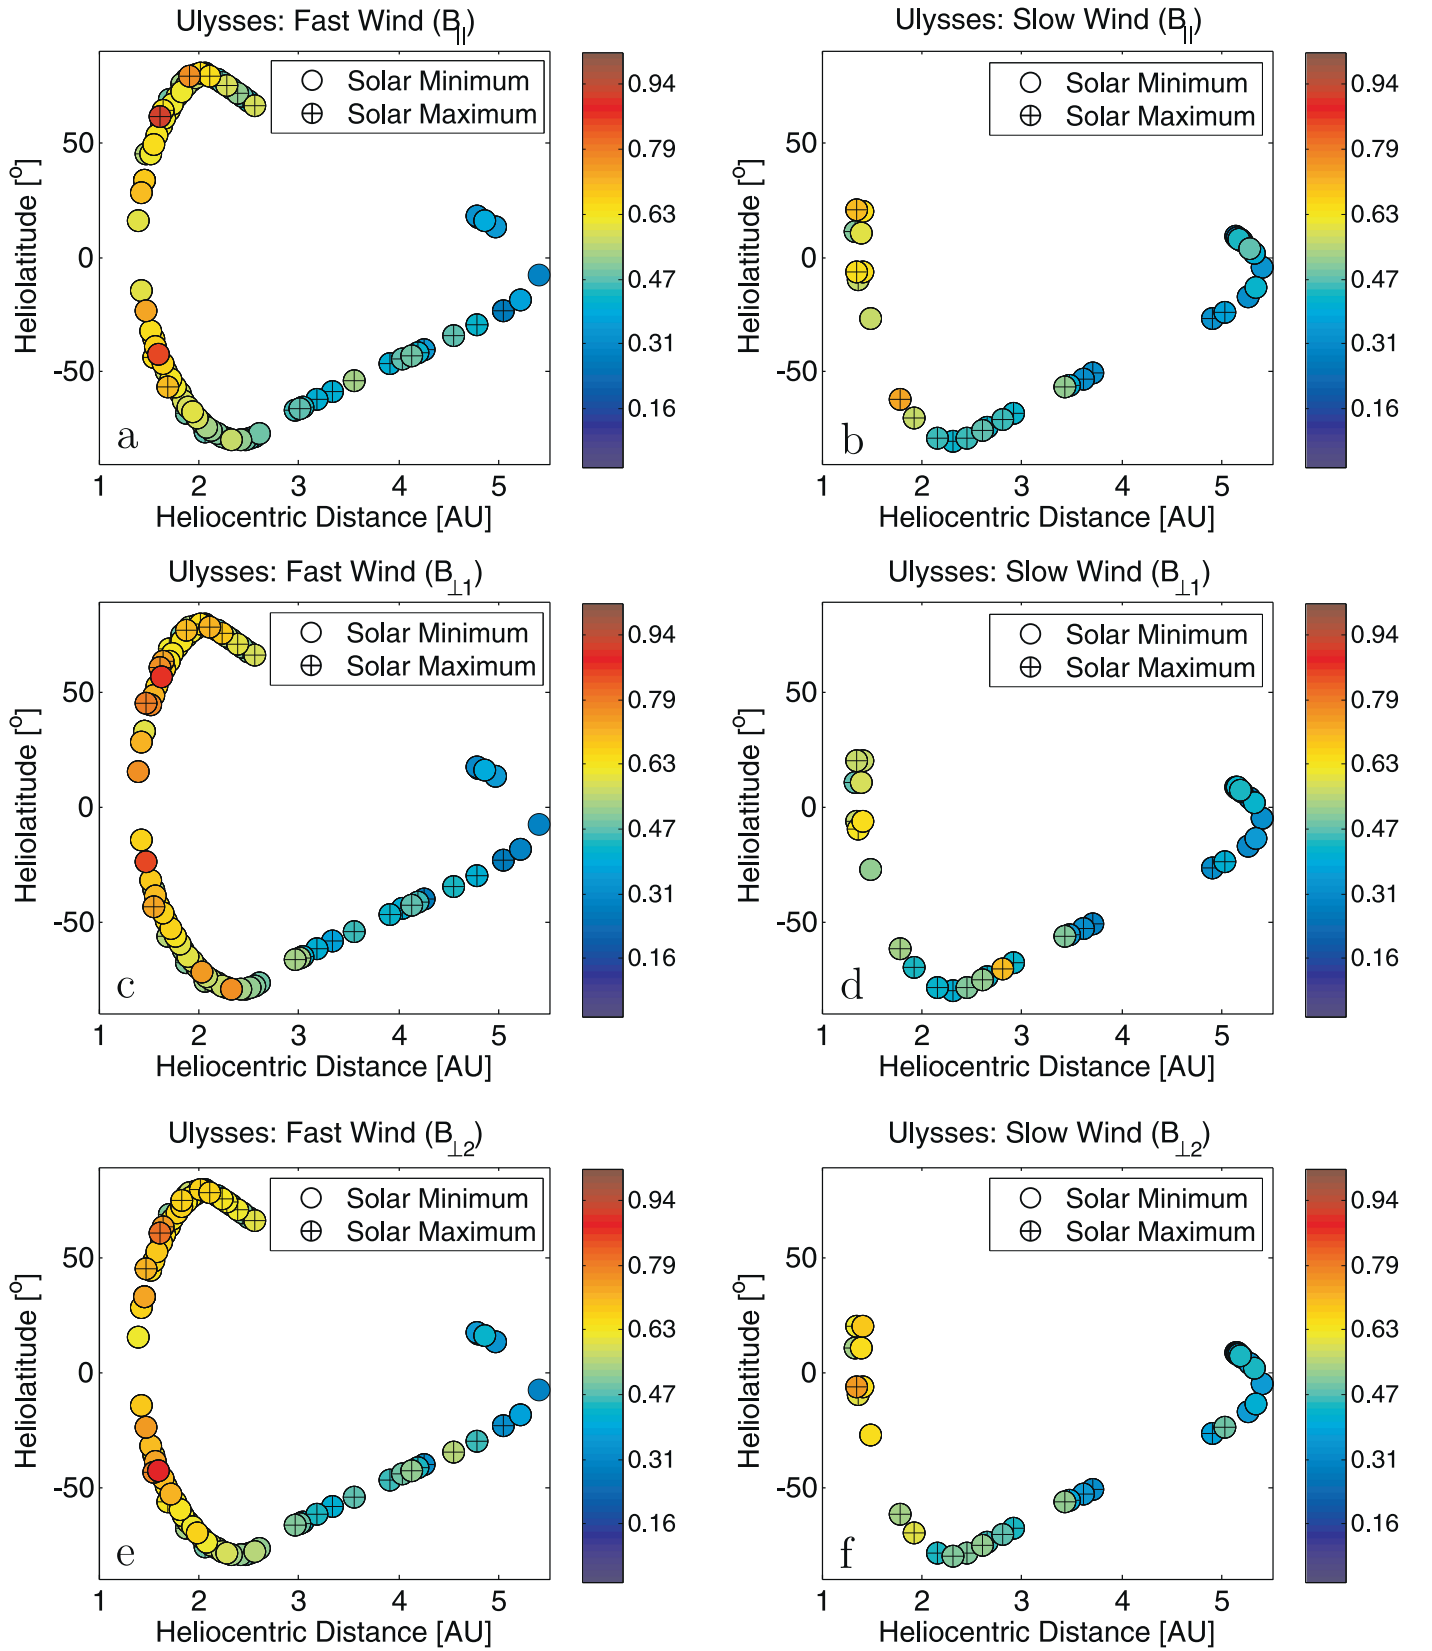 Ulysses: Fast Wind (B||)
Solar Minimum
Solar Maximum
Heliolatitude [o]
50
0
-50
a
1 2 3 4 5
Heliocentric Distance [AU]
0.94
0.79
0.63
0.47
0.31
0.16
Ulysses: Slow Wind (B||)
Solar Minimum
Solar Maximum
Heliolatitude [o]
50
0
-50
b
1 2 3 4 5
Heliocentric Distance [AU]
0.94
0.79
0.63
0.47
0.31
0.16
Ulysses: Fast Wind (B⊥1)
Solar Minimum
Solar Maximum
Heliolatitude [o]
50
0
-50
c
1 2 3 4 5
Heliocentric Distance [AU]
0.94
0.79
0.63
0.47
0.31
0.16
Ulysses: Slow Wind (B⊥1)
Solar Minimum
Solar Maximum
Heliolatitude [o]
50
0
-50
d
1 2 3 4 5
Heliocentric Distance [AU]
0.94
0.79
0.63
0.47
0.31
0.16
Ulysses: Fast Wind (B⊥2)
Solar Minimum
Solar Maximum
Heliolatitude [o]
50
0
-50
e
1 2 3 4 5
Heliocentric Distance [AU]
0.94
0.79
0.63
0.47
0.31
0.16
Ulysses: Slow Wind (B⊥2)
Solar Minimum
Solar Maximum
Heliolatitude [o]
50
0
-50
f
1 2 3 4 5
Heliocentric Distance [AU]
0.94
0.79
0.63
0.47
0.31
0.16